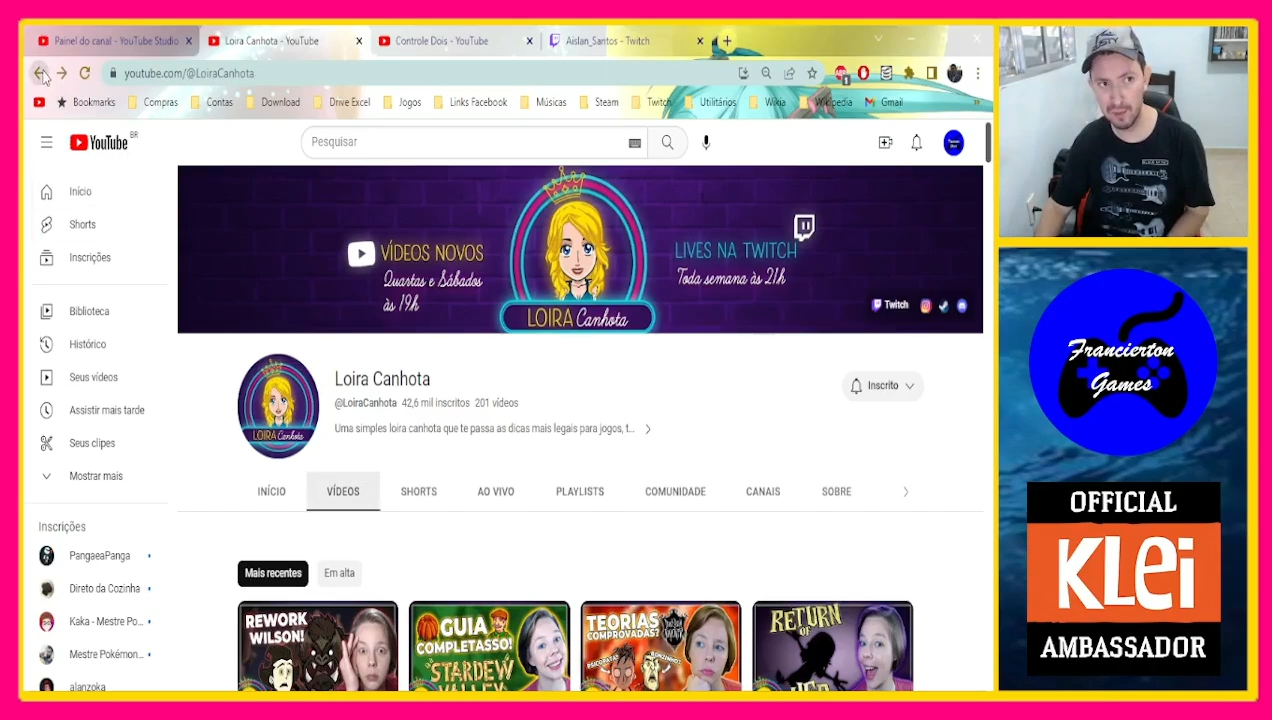 Painel do canal - YouTube Studio
Loira Canhota - YouTube
Controle Dois - YouTube
Aislan_Santos - Twitch
youtube.com/@LoiraCanhota
Bookmarks
Compras
Contas
Download
Drive Excel
Jogos
Links Facebook
Músicas
Steam
Twitch
Utilitários
Wikia
Wikipedia
Gmail
YouTube BR
Pesquisar
Início
Shorts
Inscrições
Biblioteca
Histórico
Seus vídeos
Assistir mais tarde
Seus clipes
Mostrar mais
Inscrições
PangaeaPanga
Direto da Cozinha
Kaka - Mestre Po...
Mestre Pokémon...
alanzoka
VÍDEOS NOVOS
Quartas e Sábados
às 19h
LOIRA Canhota
LIVES NA TWITCH
Toda semana às 21h
Twitch
LOIRA Canhota
Loira Canhota
@LoiraCanhota 42,6 mil inscritos 201 vídeos
Uma simples loira canhota que te passa as dicas mais legais para jogos, t...
Inscrito
INÍCIO
VÍDEOS
SHORTS
AO VIVO
PLAYLISTS
COMUNIDADE
CANAIS
SOBRE
Mais recentes
Em alta
REWORK
WILSON!
GUIA
COMPLETASSO!
STARDEW
VALLEY
TEORIAS
COMPROVADAS?
RETURN
OF
HER
Francierton
Games
OFFICIAL
KLei
AMBASSADOR